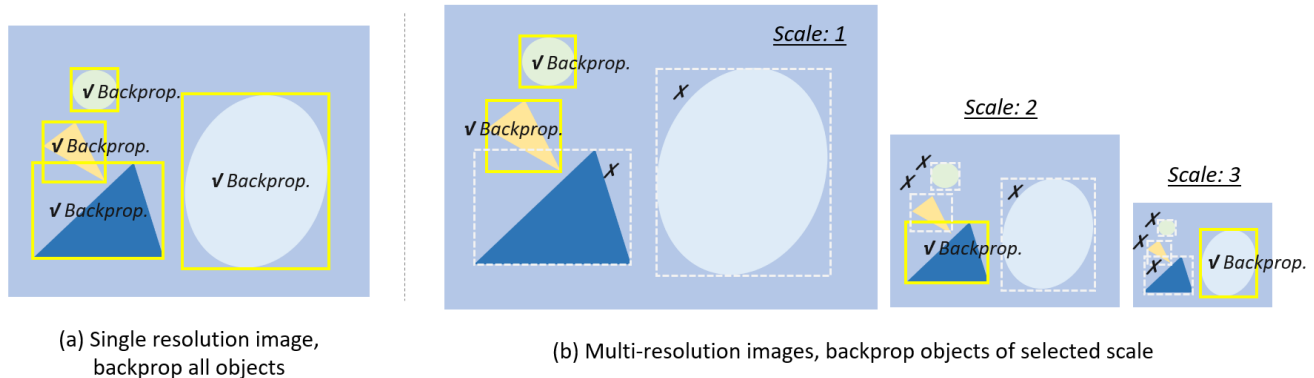 √ Backprop.
√ Backprop.
√ Backprop.
√ Backprop.
(a) Single resolution image,
backprop all objects
Scale: 1
√ Backprop.
✗
√ Backprop.
✗
Scale: 2
✗
✗
✗
√ Backprop.
Scale: 3
✗
✗
✗
√ Backprop.
(b) Multi-resolution images, backprop objects of selected scale